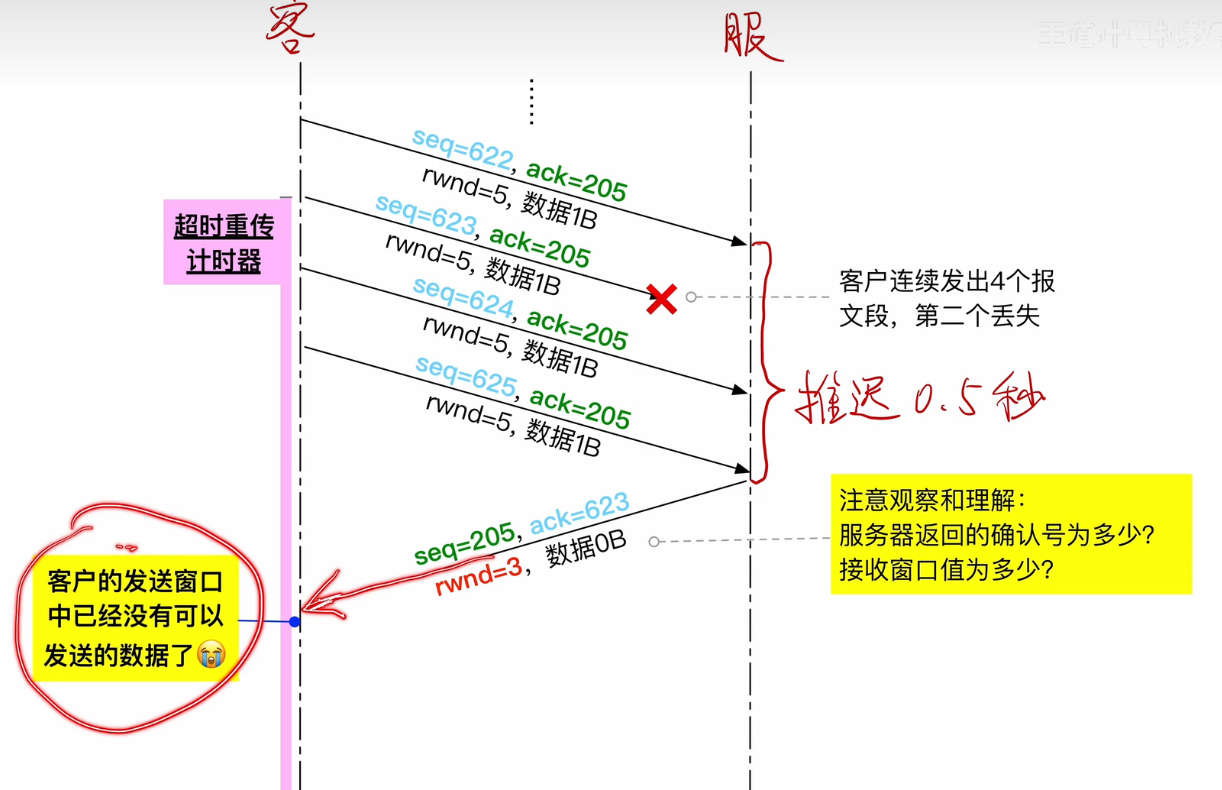 客
服
王道计算机教
seq=622, ack=205
rwnd=5, 数据1B
seq=623, ack=205
rwnd=5, 数据1B
超时重传
计时器
客户连续发出4个报
文段，第二个丢失
seq=624, ack=205
rwnd=5, 数据1B
seq=625, ack=205
rwnd=5, 数据1B
推迟 0.5秒
注意观察和理解：
服务器返回的确认号为多少？
接收窗口值为多少？
seq=205, ack=623
rwnd=3，数据0B
客户的发送窗口
中已经没有可以
发送的数据了😭